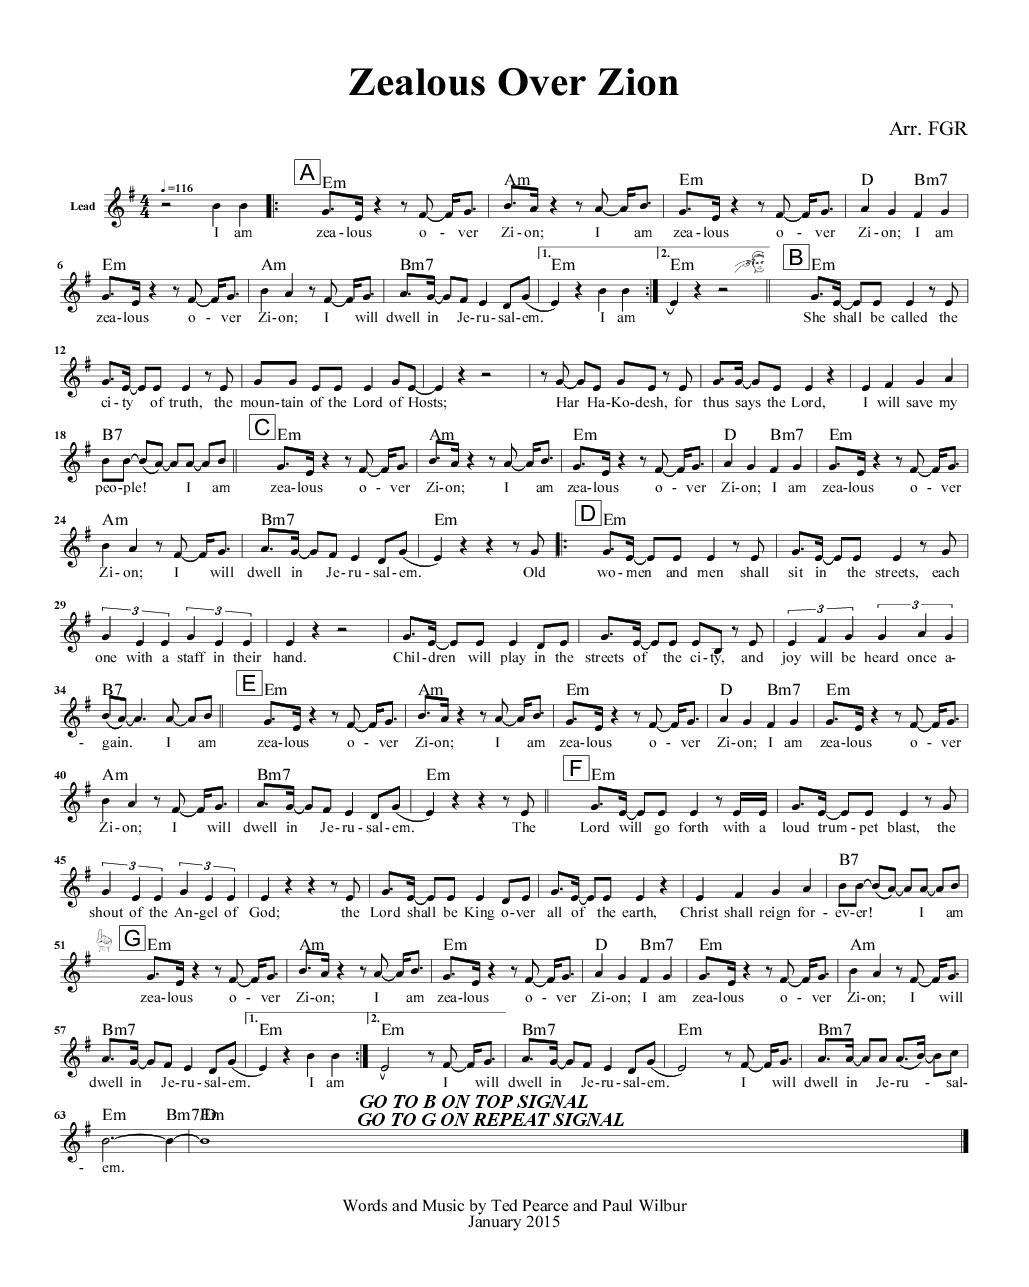 Zealous Over Zion
Arr. FGR
A
♩=116
Em Am Em D Bm7
Lead
4
4
I am zea - lous o - ver Zi - on; I am zea - lous o - ver Zi - on; I am
1. 2. B
6 Em Am Bm7 Em Em Em
zea - lous o - ver Zi - on; I will dwell in Je - ru - sal - em. I am She shall be called the
12
ci - ty of truth, the moun - tain of the Lord of Hosts; Har Ha - Ko - desh, for thus says the Lord, I will save my
C
18 B7 Em Am Em D Bm7 Em
peo - ple! I am zea - lous o - ver Zi - on; I am zea - lous o - ver Zi - on; I am zea - lous o - ver
D
24 Am Bm7 Em Em
Zi - on; I will dwell in Je - ru - sal - em. Old wo - men and men shall sit in the streets, each
29 3 3 3 3
one with a staff in their hand. Chil - dren will play in the streets of the ci - ty, and joy will be heard once a -
E
34 B7 Em Am Em D Bm7 Em
- gain. I am zea - lous o - ver Zi - on; I am zea - lous o - ver Zi - on; I am zea - lous o - ver
F
40 Am Bm7 Em Em
Zi - on; I will dwell in Je - ru - sal - em. The Lord will go forth with a loud trum - pet blast, the
45 3 3 B7
shout of the An - gel of God; the Lord shall be King o - ver all of the earth, Christ shall reign for - ev - er! I am
G
51 Em Am Em D Bm7 Em Am
zea - lous o - ver Zi - on; I am zea - lous o - ver Zi - on; I am zea - lous o - ver Zi - on; I will
1. 2.
57 Bm7 Em Em Bm7 Em Bm7
dwell in Je - ru - sal - em. I am I will dwell in Je - ru - sal - em. I will dwell in Je - ru - sal -
GO TO B ON TOP SIGNAL
63 Em Bm7/D Em GO TO G ON REPEAT SIGNAL
- em.
Words and Music by Ted Pearce and Paul Wilbur
January 2015